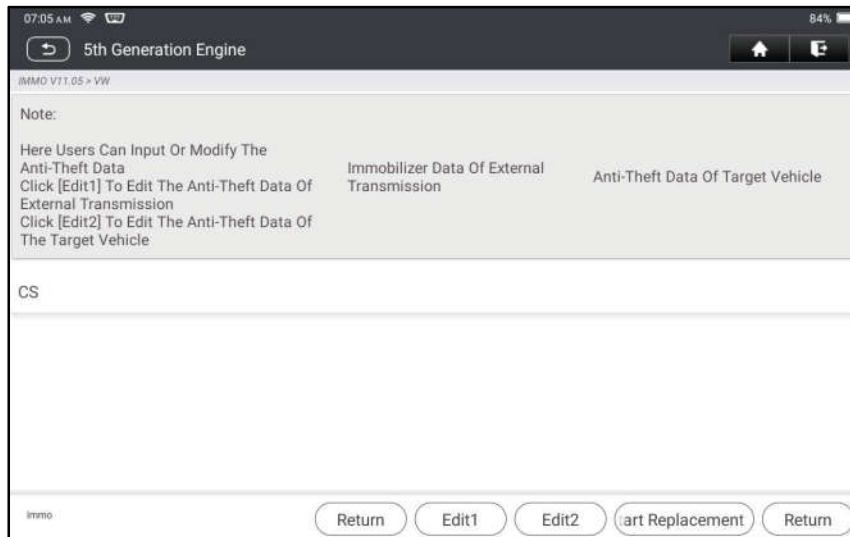 07:05 AM
84%
5th Generation Engine
IMMO V11.05 > VW
Note:
Here Users Can Input Or Modify The
Anti-Theft Data
Click [Edit1] To Edit The Anti-Theft Data Of
External Transmission
Click [Edit2] To Edit The Anti-Theft Data Of
The Target Vehicle
Immobilizer Data Of External
Transmission
Anti-Theft Data Of Target Vehicle
CS
Immo
Return
Edit1
Edit2
art Replacement
Return